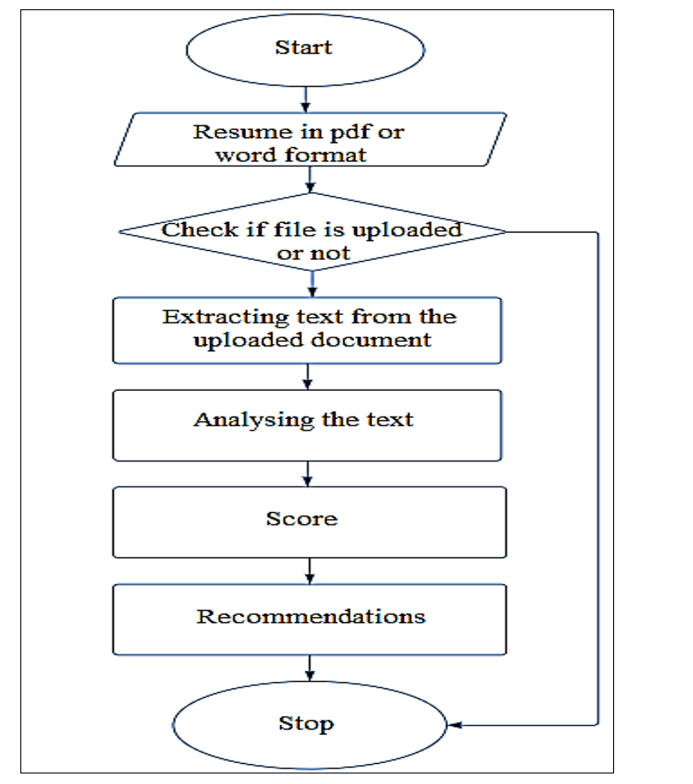 Start
Resume in pdf or
word format
Check if file is uploaded
or not
Extracting text from the
uploaded document
Analysing the text
Score
Recommendations
Stop